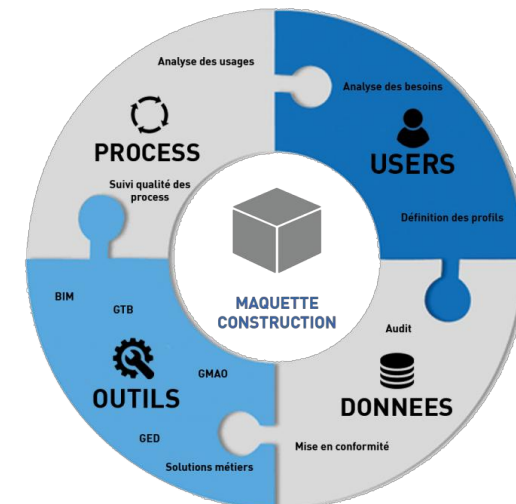 Analyse des usages
PROCESS
Suivi qualité des
process
Analyse des besoins
USERS
Définition des profils
MAQUETTE
CONSTRUCTION
BIM
GTB
GMAO
OUTILS
GED
Solutions métiers
Audit
DONNEES
Mise en conformité